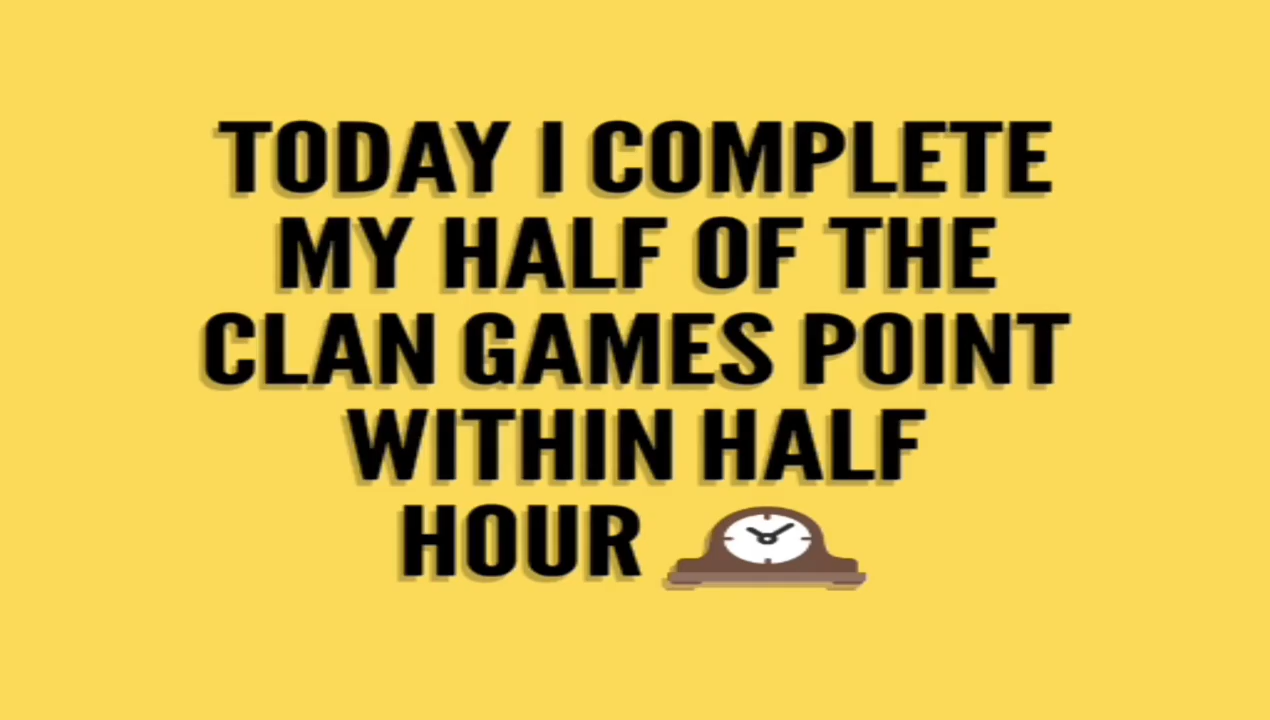 TODAY I COMPLETE
MY HALF OF THE
CLAN GAMES POINT
WITHIN HALF
HOUR 🕰️